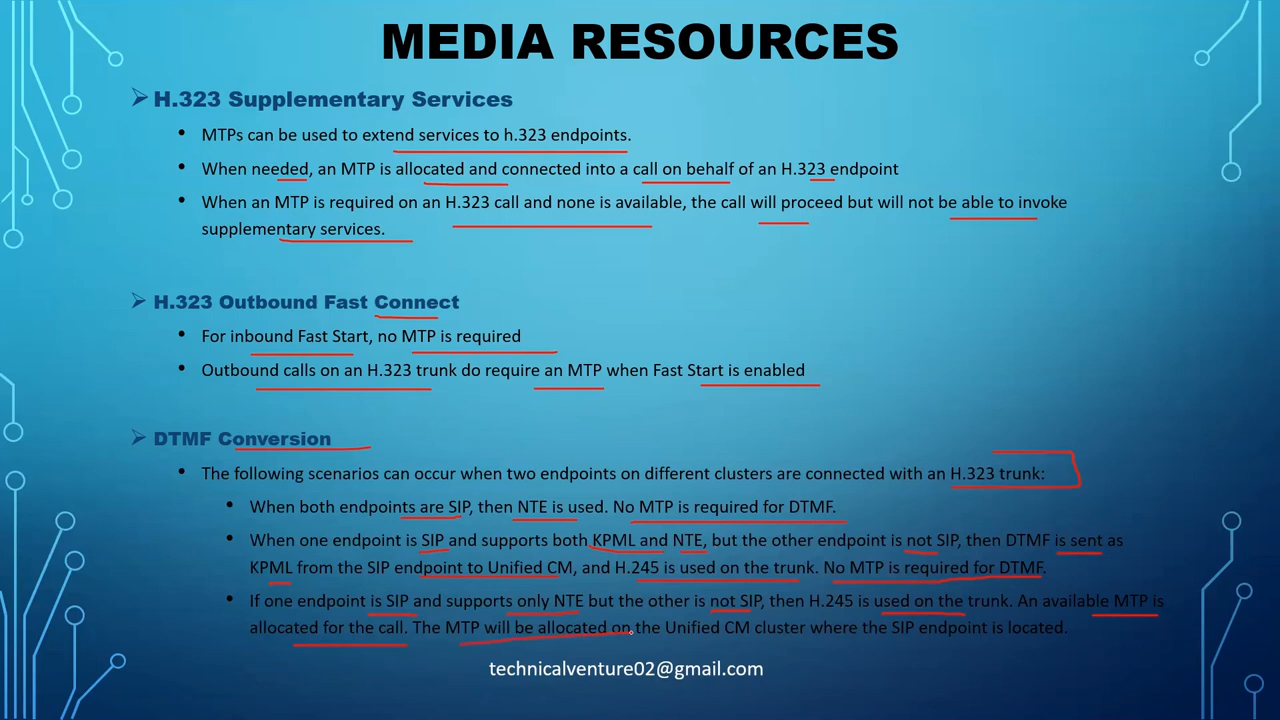 MEDIA RESOURCES
H.323 Supplementary Services
MTPs can be used to extend services to h.323 endpoints.
When needed, an MTP is allocated and connected into a call on behalf of an H.323 endpoint
When an MTP is required on an H.323 call and none is available, the call will proceed but will not be able to invoke
supplementary services.
H.323 Outbound Fast Connect
For inbound Fast Start, no MTP is required
Outbound calls on an H.323 trunk do require an MTP when Fast Start is enabled
DTMF Conversion
The following scenarios can occur when two endpoints on different clusters are connected with an H.323 trunk:
When both endpoints are SIP, then NTE is used. No MTP is required for DTMF.
When one endpoint is SIP and supports both KPML and NTE, but the other endpoint is not SIP, then DTMF is sent as
KPML from the SIP endpoint to Unified CM, and H.245 is used on the trunk. No MTP is required for DTMF.
If one endpoint is SIP and supports only NTE but the other is not SIP, then H.245 is used on the trunk. An available MTP is
allocated for the call. The MTP will be allocated on the Unified CM cluster where the SIP endpoint is located.
technicalventure02@gmail.com